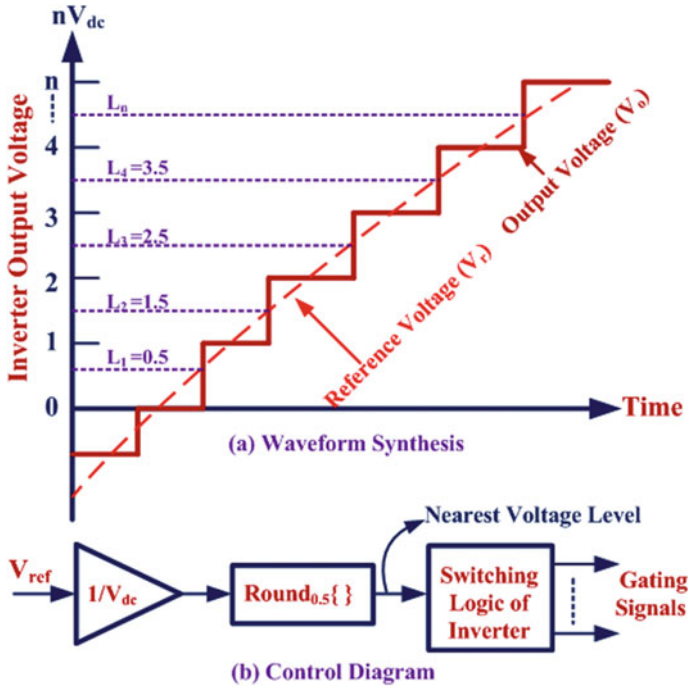 nVdc
Inverter Output Voltage
n
4
3
2
1
0
Ln
L4=3.5
L3=2.5
L2=1.5
L1=0.5
Output Voltage (Vo)
Reference Voltage (Vr)
Time
(a) Waveform Synthesis
Nearest Voltage Level
Vref
1/Vdc
Round0.5{ }
Switching
Logic of
Inverter
Gating
Signals
(b) Control Diagram